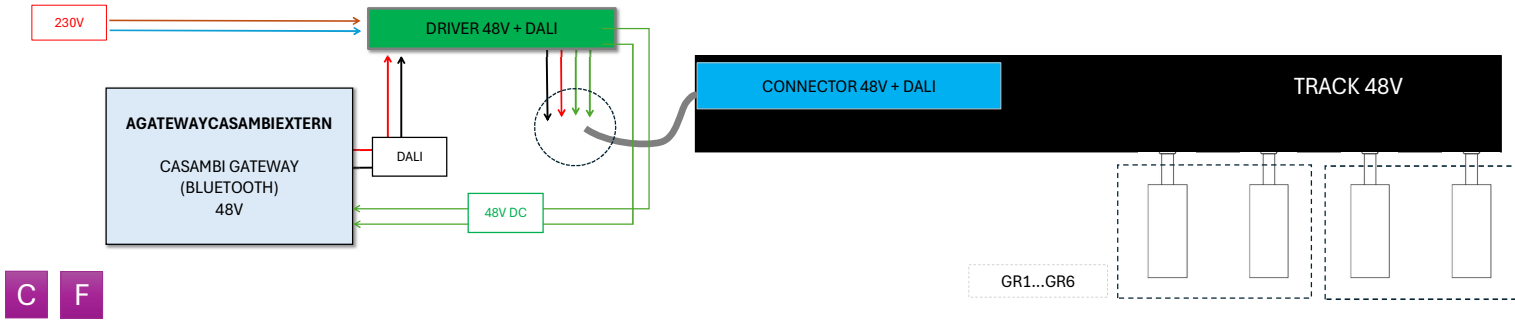 230V
DRIVER 48V + DALI
CONNECTOR 48V + DALI
TRACK 48V
AGATEWAYCASAMBIEXTERN
CASAMBI GATEWAY
(BLUETOOTH)
48V
DALI
48V DC
GR1...GR6
C F